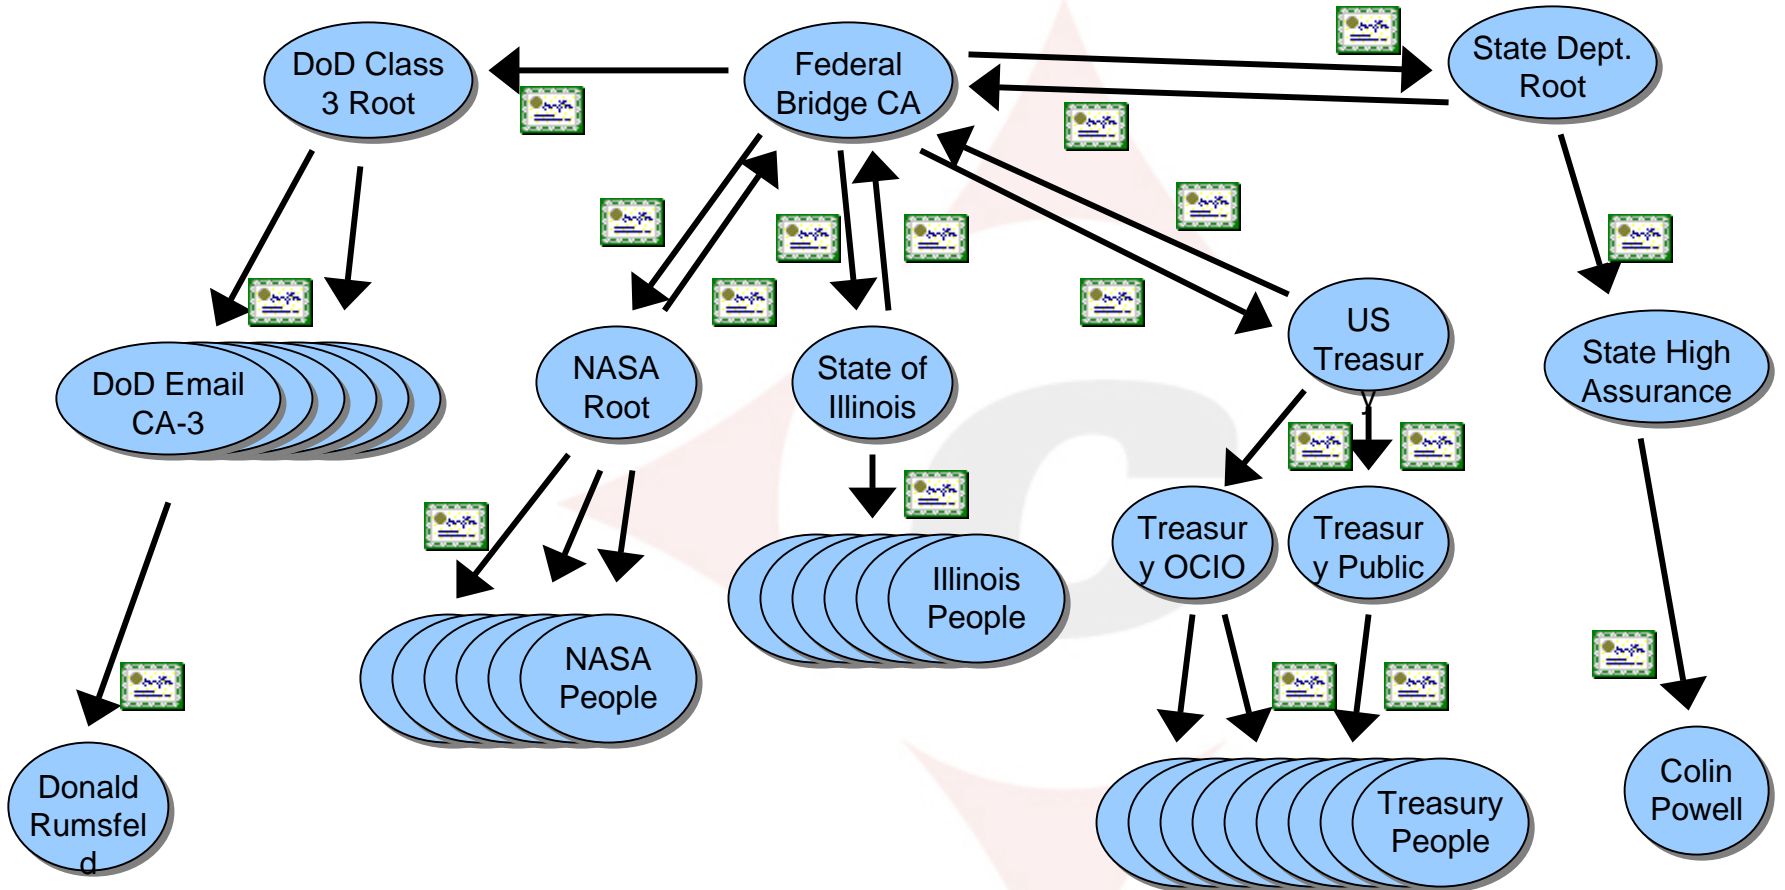 DoD Class
3 Root
Federal
Bridge CA
State Dept.
Root
DoD Email
CA-3
NASA
Root
State of
Illinois
US
Treasur
y
State High
Assurance
Treasur
y OCIO
Treasur
y Public
Illinois
People
NASA
People
Donald
Rumsfel
d
Treasury
People
Colin
Powell